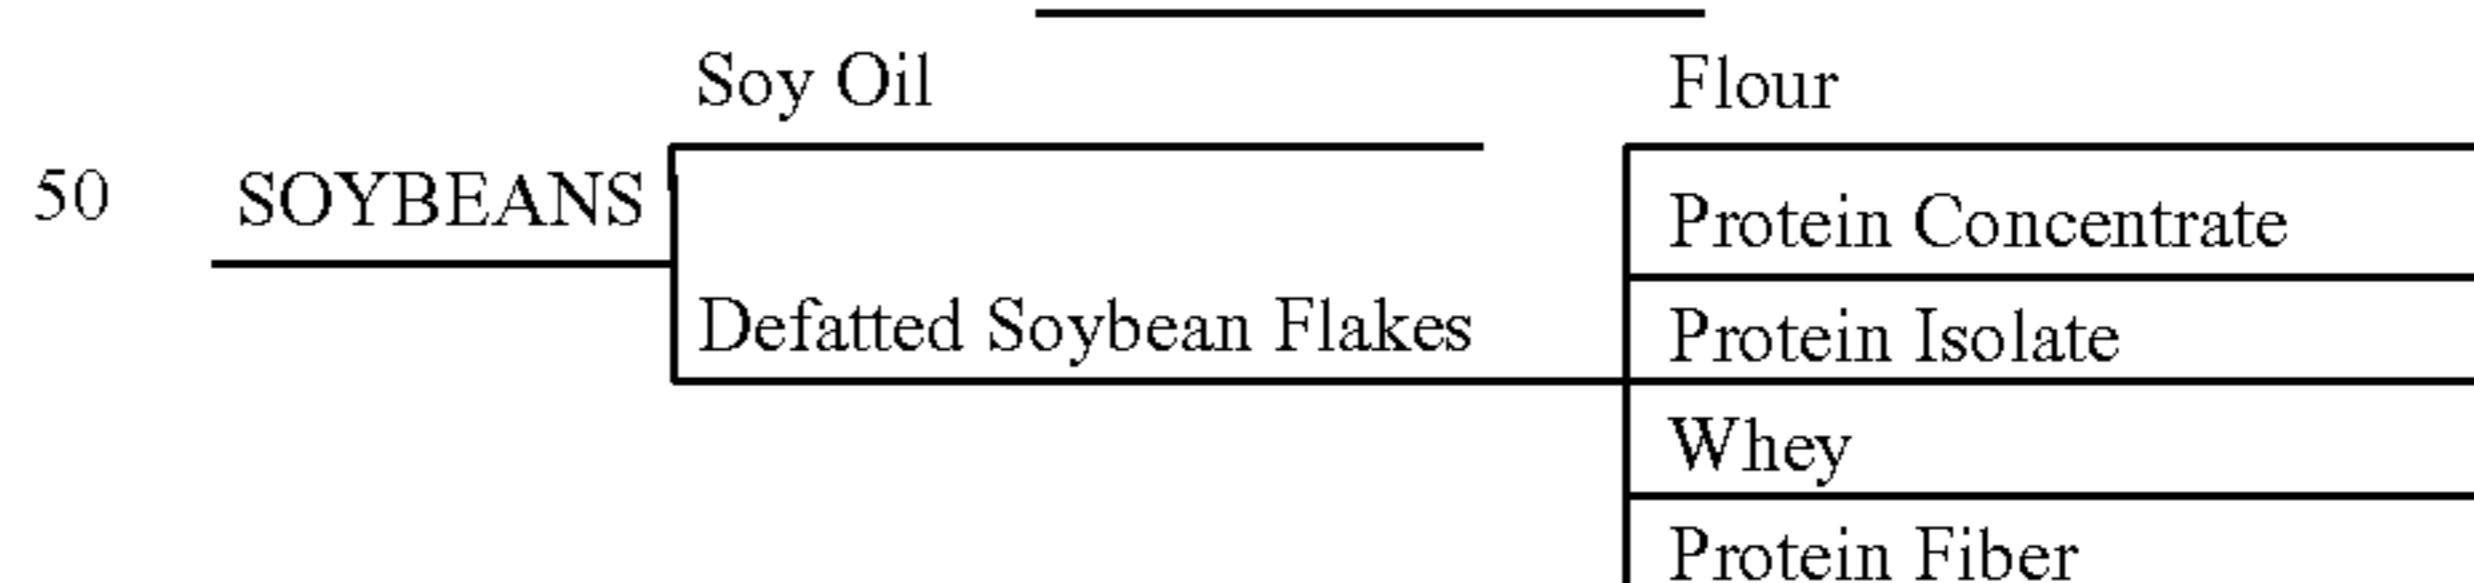 Soy Oil Flour
50 SOYBEANS Protein Concentrate
Defatted Soybean Flakes Protein Isolate
Whey
Protein Fiber